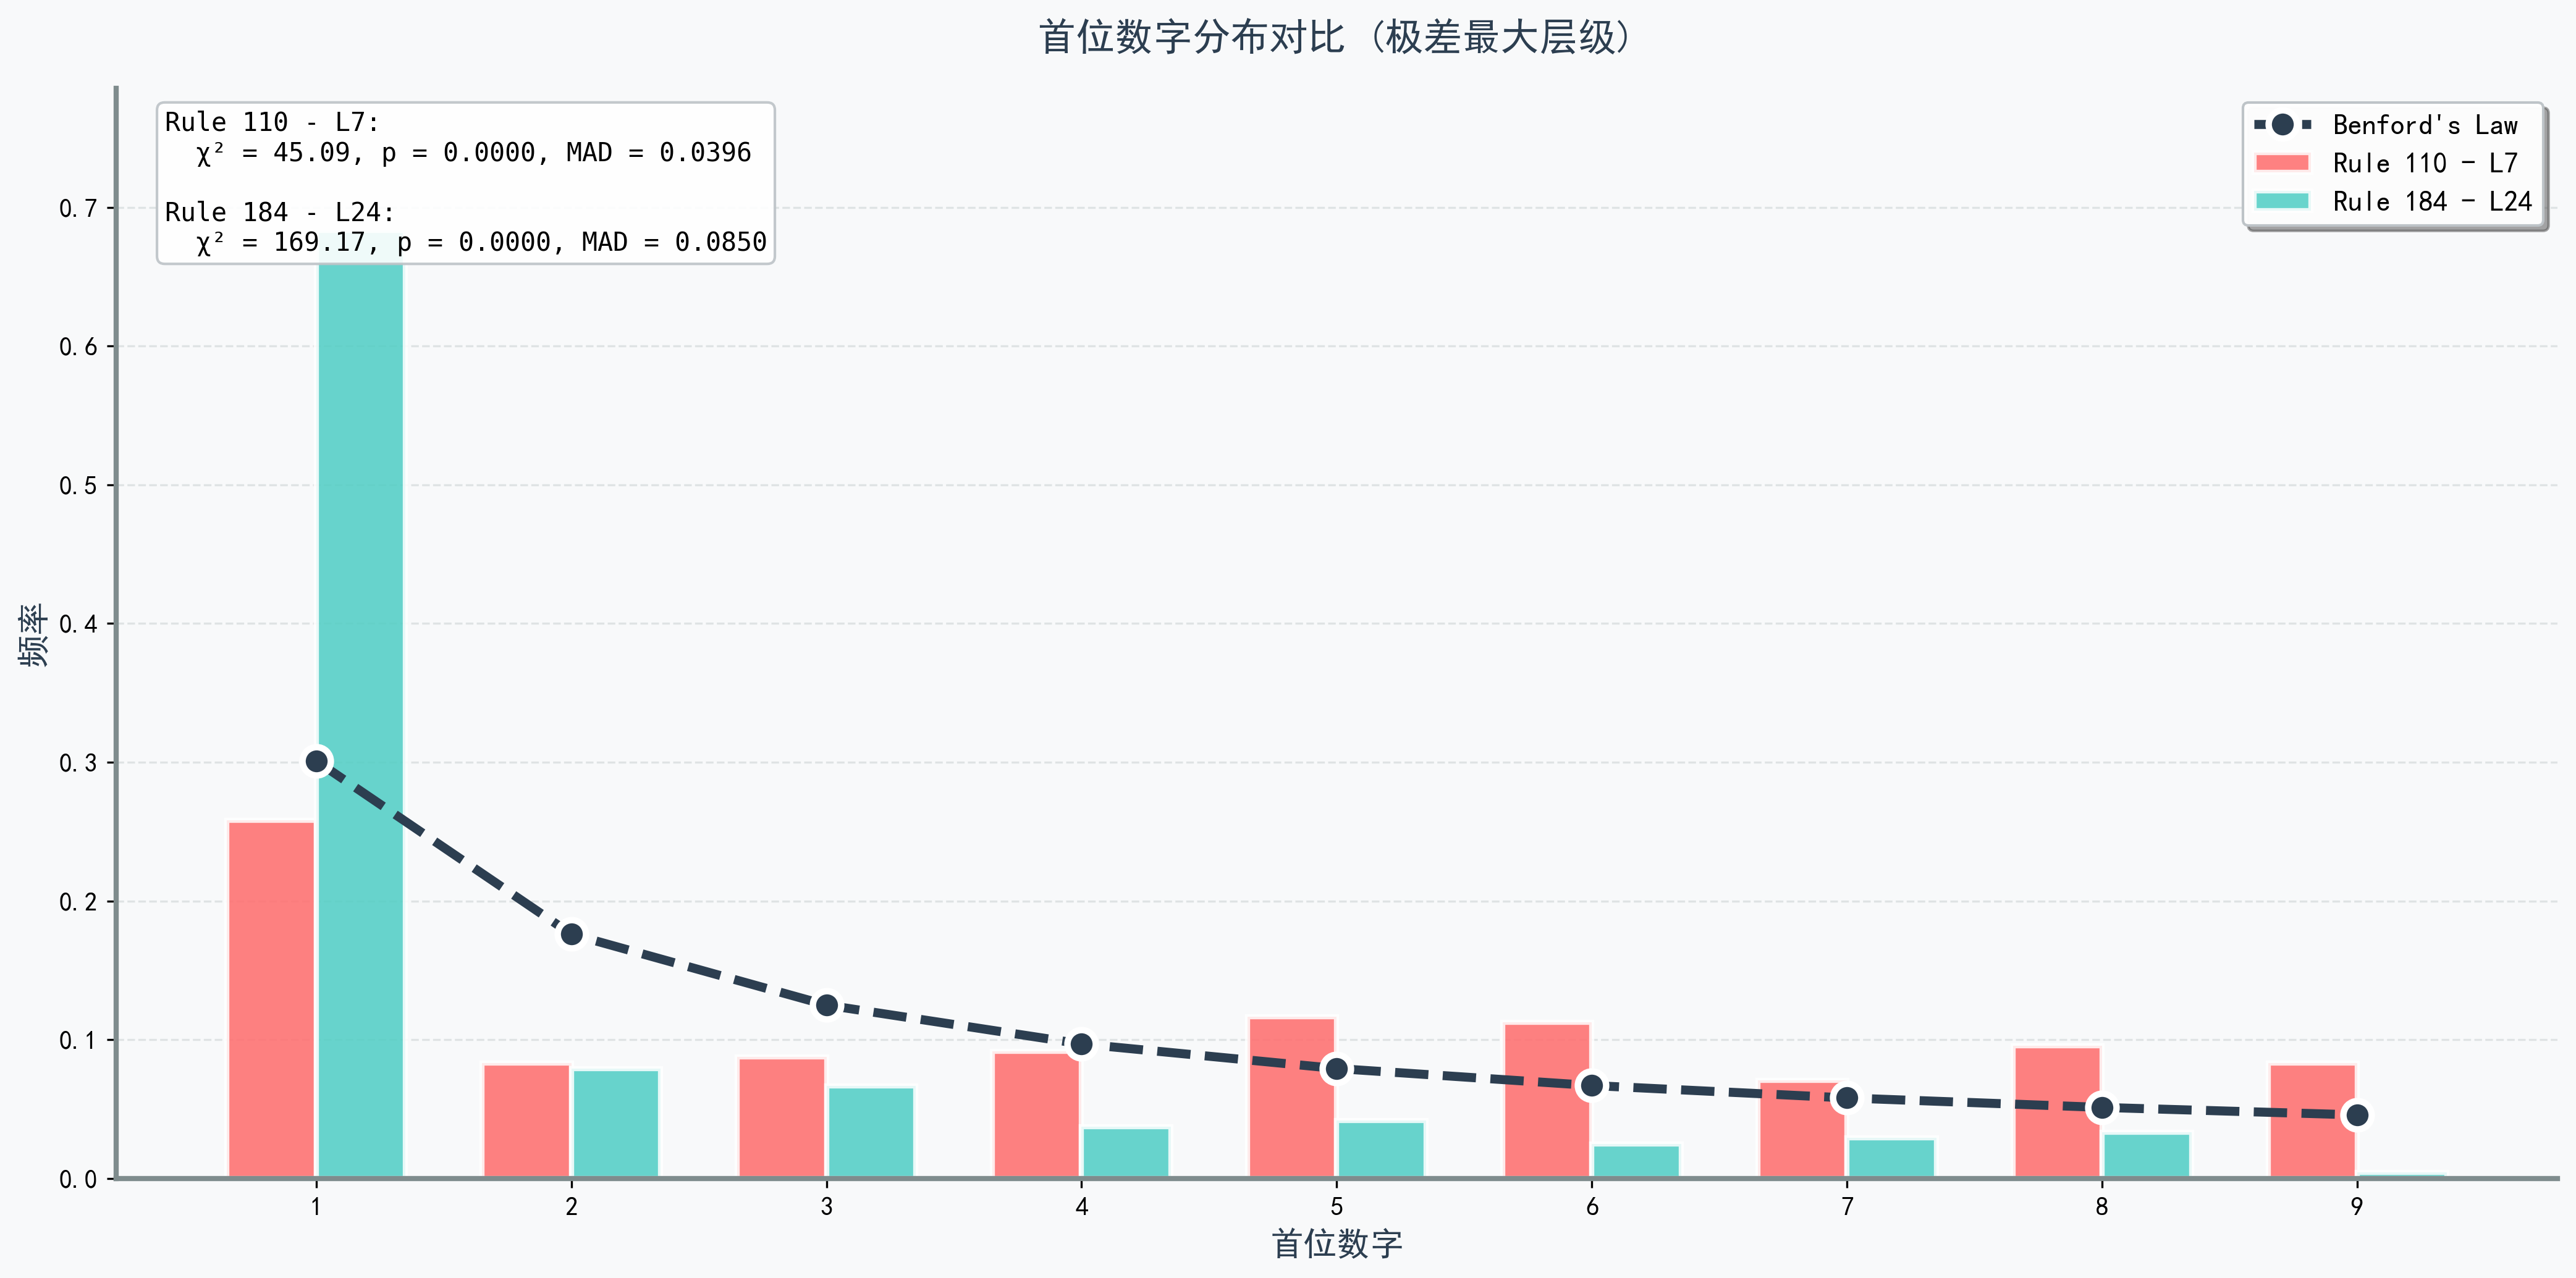 首位数字分布对比 (极差最大层级)
Rule 110 - L7:
χ² = 45.09, p = 0.0000, MAD = 0.0396
Rule 184 - L24:
χ² = 169.17, p = 0.0000, MAD = 0.0850
Benford's Law
Rule 110 - L7
Rule 184 - L24
频率
0.7
0.6
0.5
0.4
0.3
0.2
0.1
0.0
1 2 3 4 5 6 7 8 9
首位数字